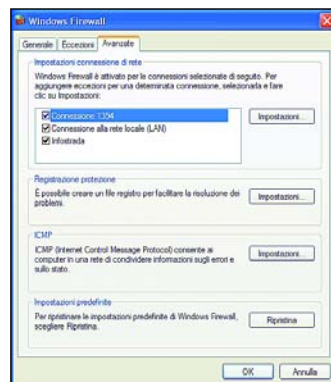 Windows Firewall
Generale Eccezioni Avanzate
Impostazioni connessione di rete
Windows Firewall è attivato per le connessioni selezionate di seguito. Per
aggiungere eccezioni per una determinata connessione, selezionarla e fare
clic su Impostazioni:
Connessione 1394
Impostazioni...
Connessione alla rete locale (LAN)
Infostrada
Registrazione protezione
È possibile creare un file registro per facilitare la risoluzione dei
problemi.
Impostazioni...
ICMP
ICMP (Internet Control Message Protocol) consente ai
computer in una rete di condividere informazioni sugli errori e
sullo stato.
Impostazioni...
Impostazioni predefinite
Per ripristinare le impostazioni predefinite di Windows Firewall,
scegliere Ripristina.
Ripristina
OK Annulla